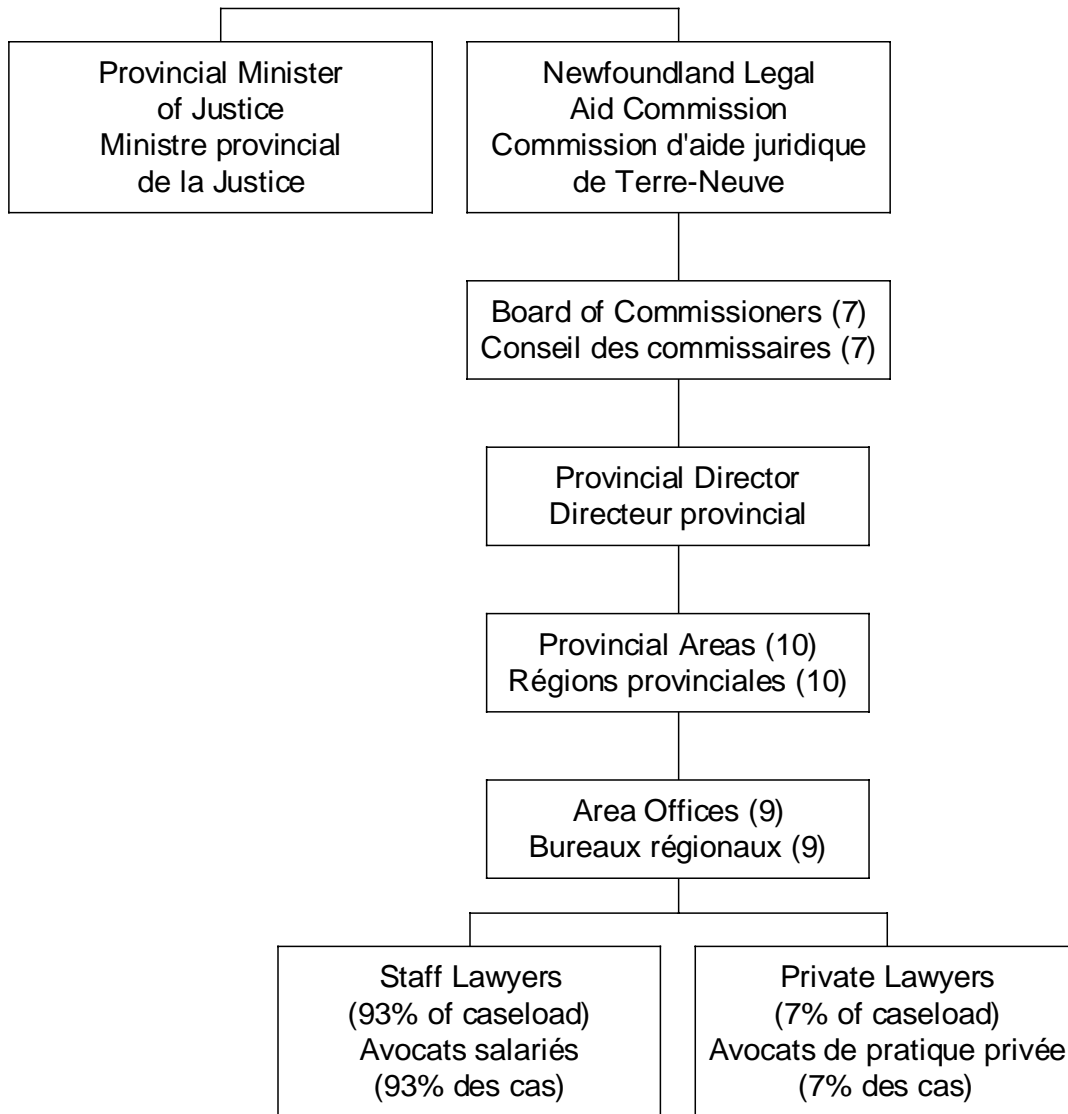 Provincial Minister
of Justice
Ministre provincial
de la Justice
Newfoundland Legal
Aid Commission
Commission d'aide juridique
de Terre-Neuve
Board of Commissioners (7)
Conseil des commissaires (7)
Provincial Director
Directeur provincial
Provincial Areas (10)
Régions provinciales (10)
Area Offices (9)
Bureaux régionaux (9)
Staff Lawyers
(93% of caseload)
Avocats salariés
(93% des cas)
Private Lawyers
(7% of caseload)
Avocats de pratique privée
(7% des cas)